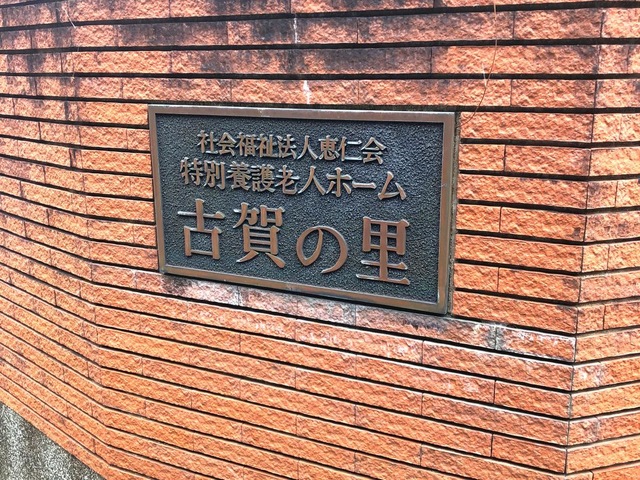 社会福祉法人恵仁会
特別養護老人ホーム
古賀の里